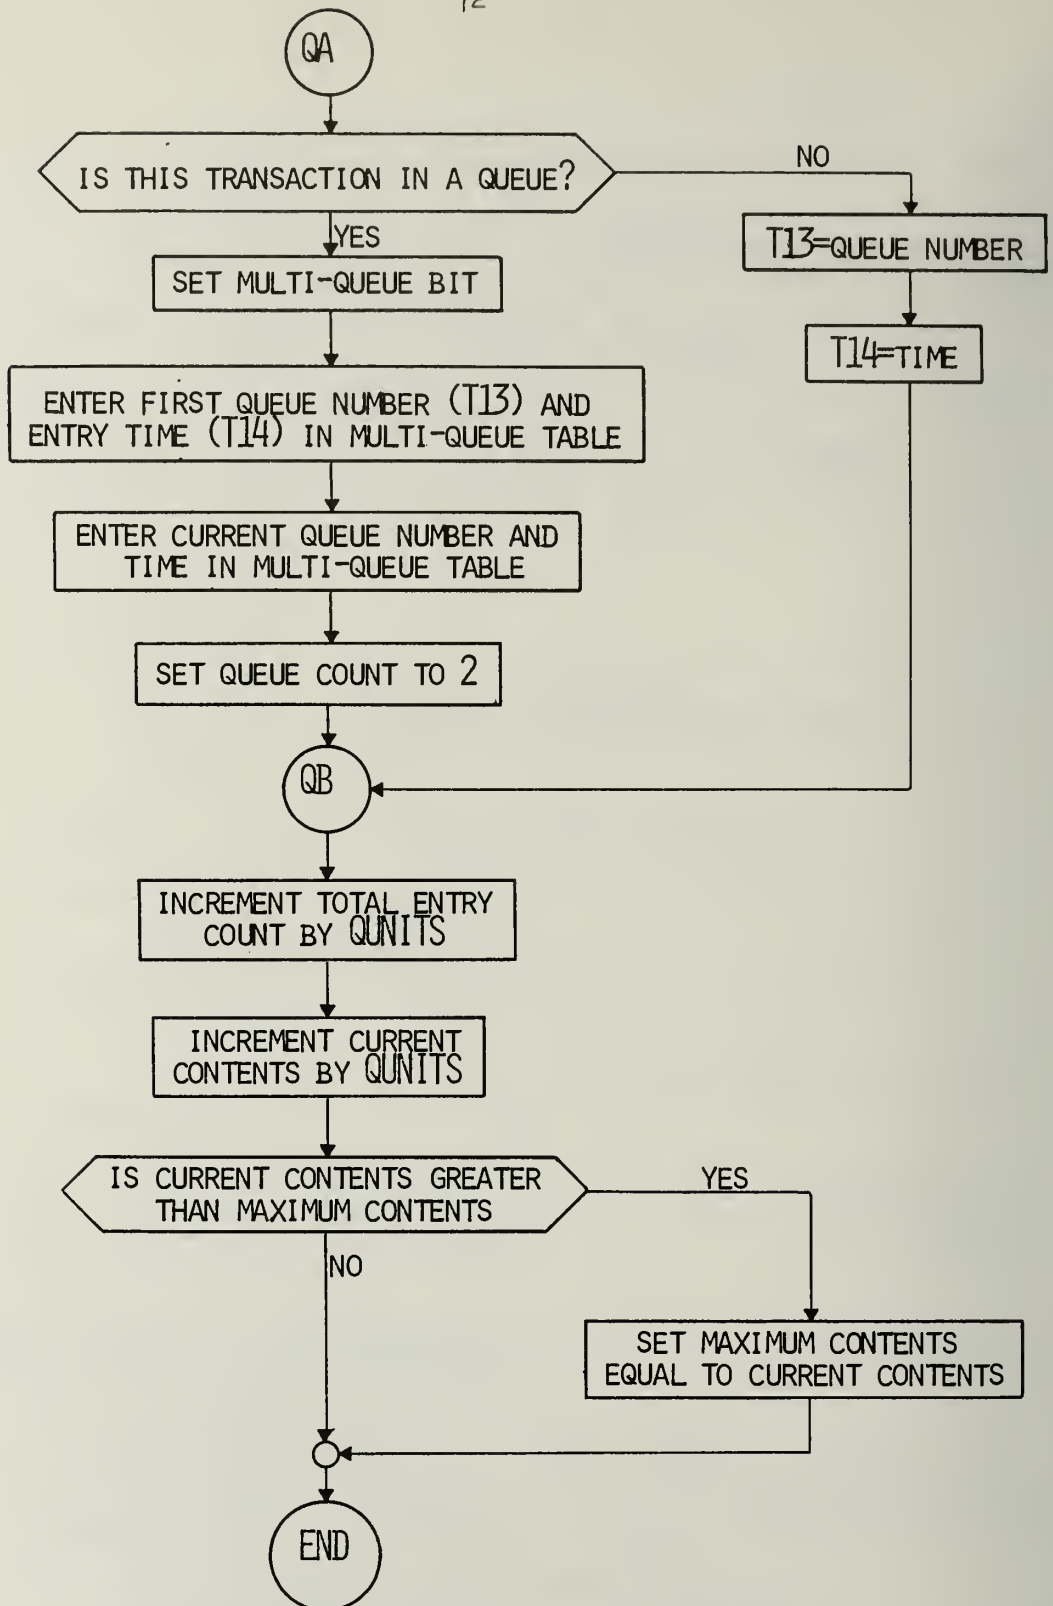 QA
IS THIS TRANSACTION IN A QUEUE?
NO
YES
T13=QUEUE NUMBER
SET MULTI-QUEUE BIT
T14=TIME
ENTER FIRST QUEUE NUMBER (T13) AND
ENTRY TIME (T14) IN MULTI-QUEUE TABLE
ENTER CURRENT QUEUE NUMBER AND
TIME IN MULTI-QUEUE TABLE
SET QUEUE COUNT TO 2
QB
INCREMENT TOTAL ENTRY
COUNT BY QUNITS
INCREMENT CURRENT
CONTENTS BY QUNITS
IS CURRENT CONTENTS GREATER
THAN MAXIMUM CONTENTS
YES
NO
SET MAXIMUM CONTENTS
EQUAL TO CURRENT CONTENTS
END